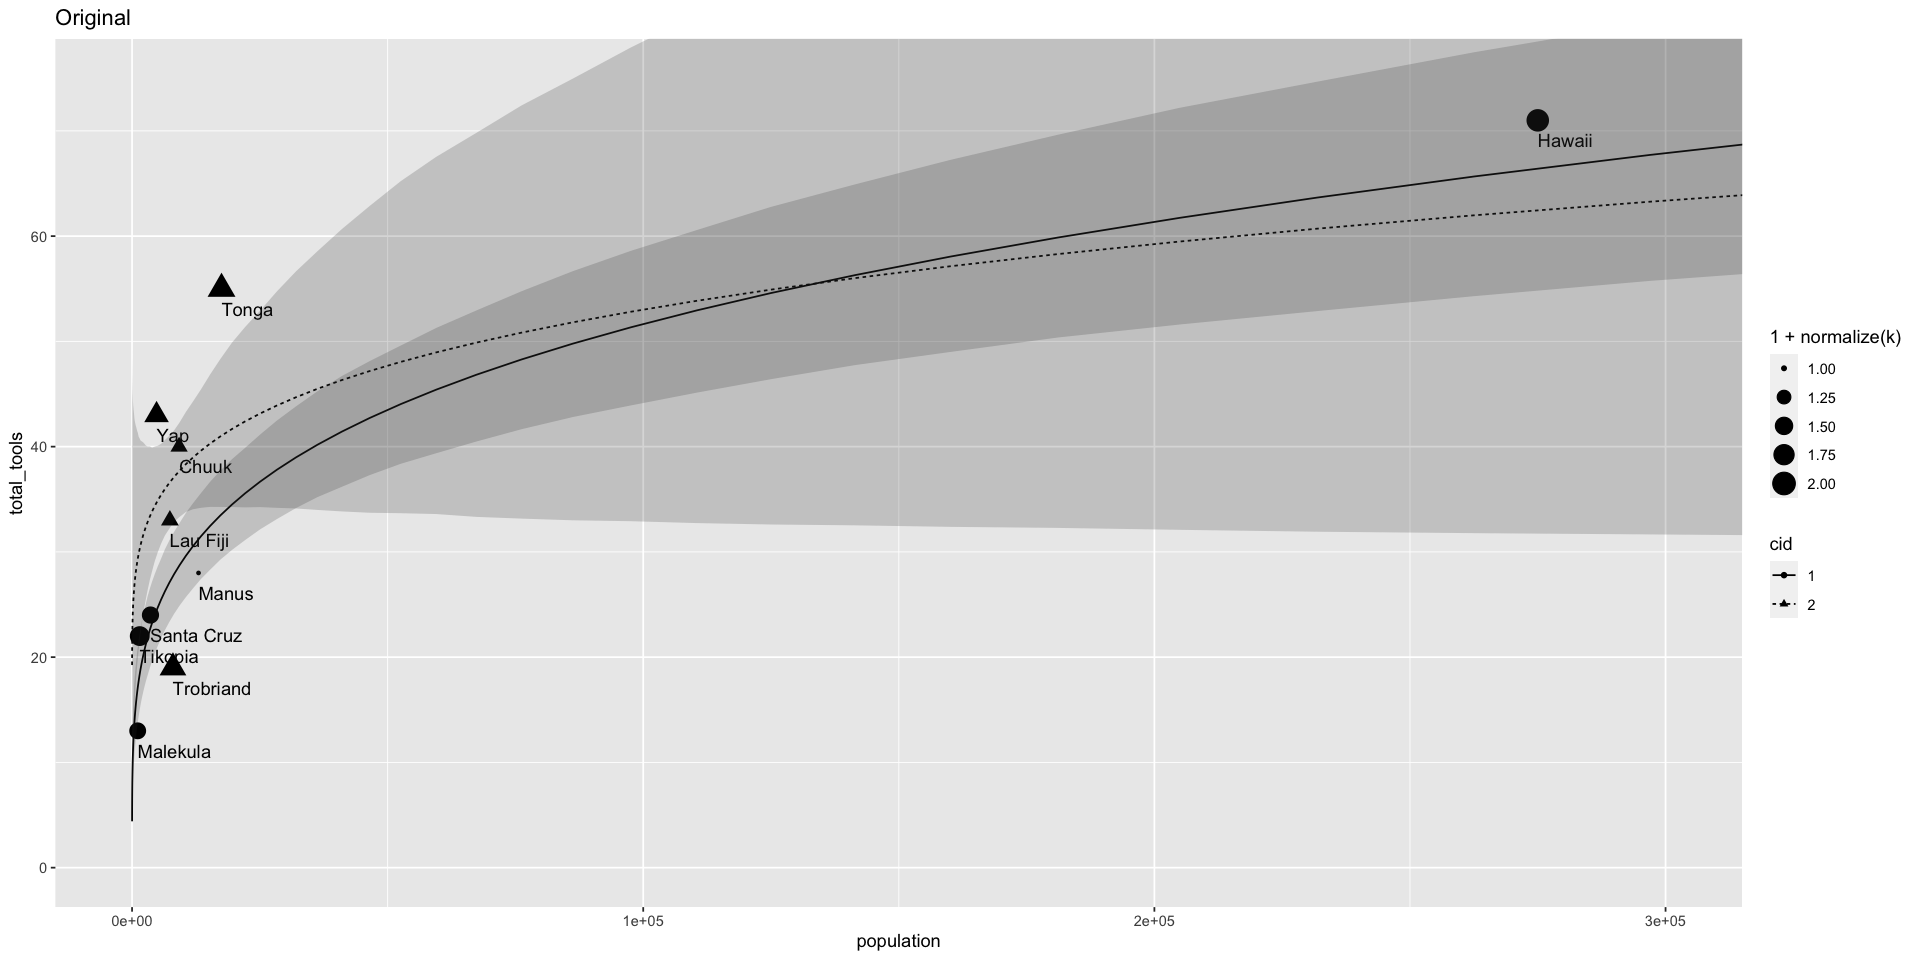 Original
total_tools
60
40
20
0
Hawaii
Tonga
Yap
Chuuk
Lau Fiji
Manus
Santa Cruz
Tikopia
Trobriand
Malekula
0e+00
1e+05
2e+05
3e+05
population
1 + normalize(k)
1.00
1.25
1.50
1.75
2.00
cid
1
2